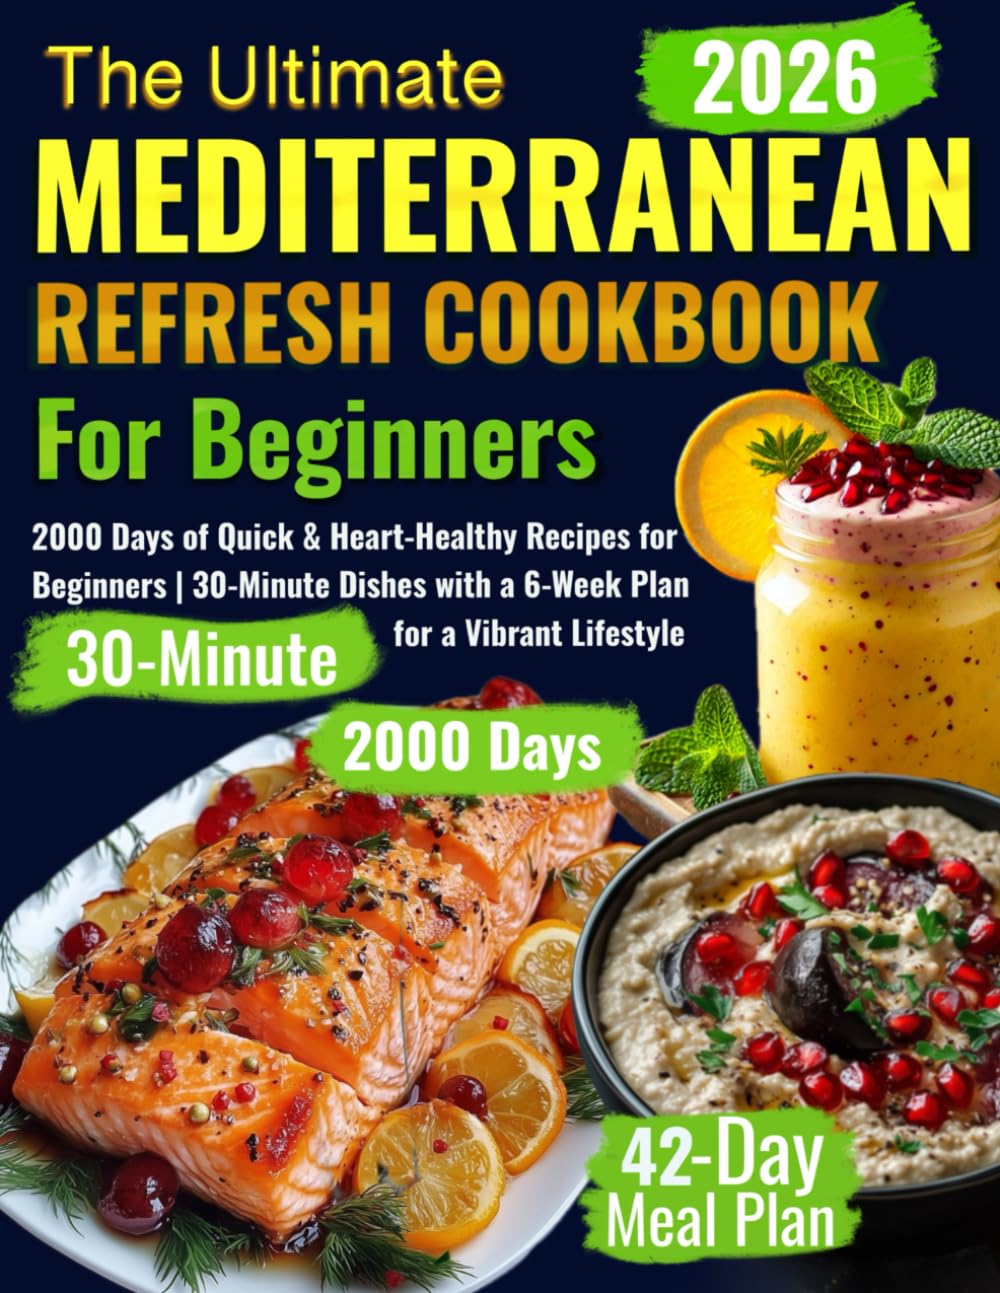 The Ultimate
2026
MEDITERRANEAN
REFRESH COOKBOOK
For Beginners
2000 Days of Quick & Heart-Healthy Recipes for
Beginners | 30-Minute Dishes with a 6-Week Plan
for a Vibrant Lifestyle
30-Minute
2000 Days
42-Day
Meal Plan